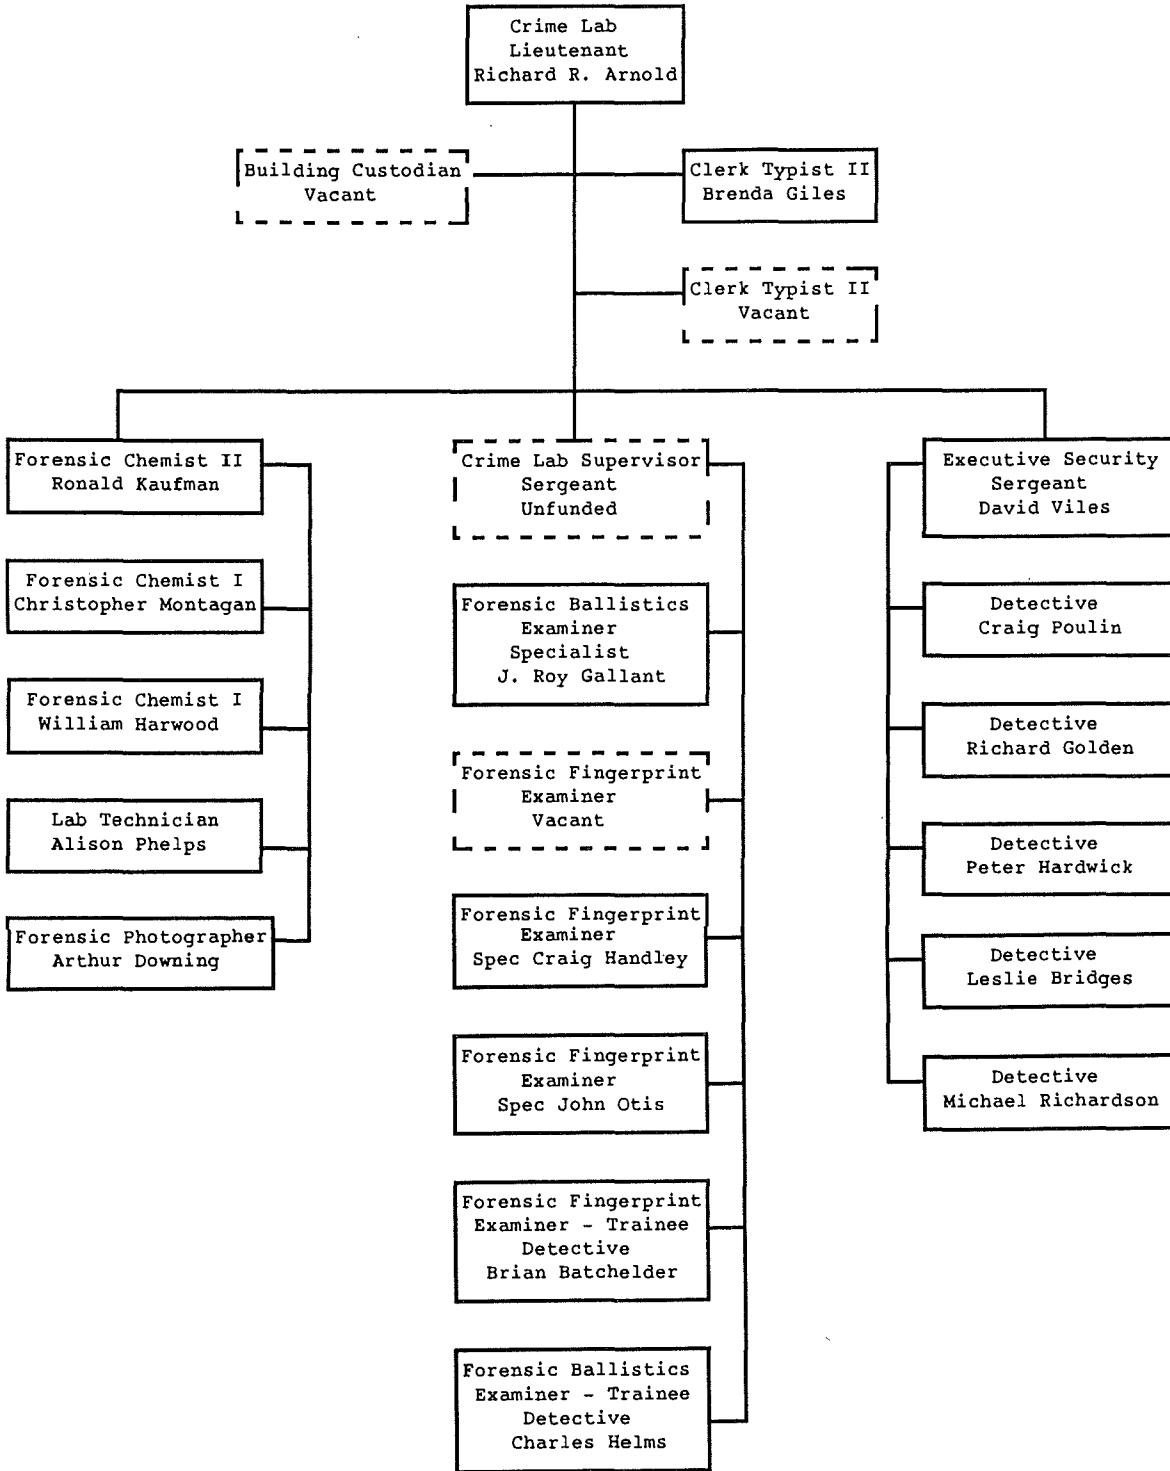 Crime Lab
Lieutenant
Richard R. Arnold
Building Custodian
Vacant
Clerk Typist II
Brenda Giles
Clerk Typist II
Vacant
Forensic Chemist II
Ronald Kaufman
Forensic Chemist I
Christopher Montagan
Forensic Chemist I
William Harwood
Lab Technician
Alison Phelps
Forensic Photographer
Arthur Downing
Crime Lab Supervisor
Sergeant
Unfunded
Forensic Ballistics
Examiner
Specialist
J. Roy Gallant
Forensic Fingerprint
Examiner
Vacant
Forensic Fingerprint
Examiner
Spec Craig Handley
Forensic Fingerprint
Examiner
Spec John Otis
Forensic Fingerprint
Examiner - Trainee
Detective
Brian Batchelder
Forensic Ballistics
Examiner - Trainee
Detective
Charles Helms
Executive Security
Sergeant
David Viles
Detective
Craig Poulin
Detective
Richard Golden
Detective
Peter Hardwick
Detective
Leslie Bridges
Detective
Michael Richardson